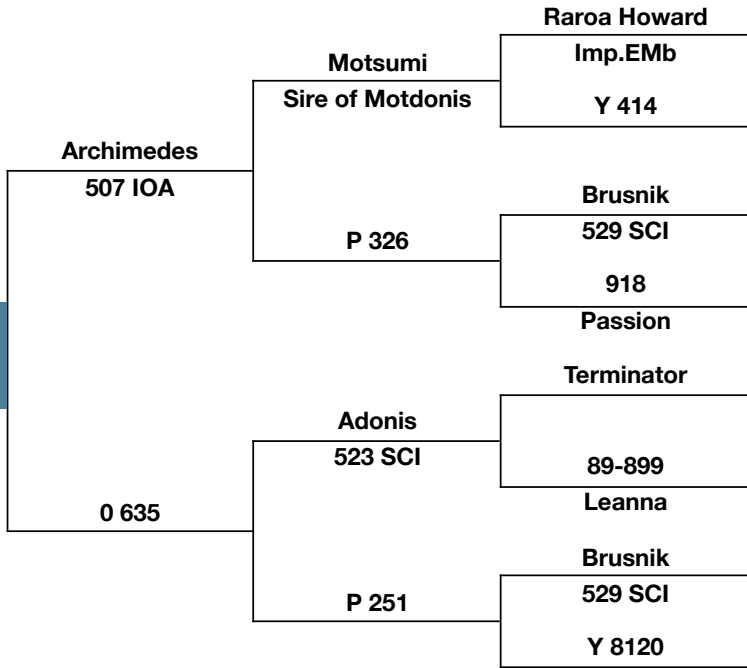 Raroa Howard
Imp.EMb
Motsumi
Sire of Motdonis
Y 414
Archimedes
507 IOA
Brusnik
529 SCI
P 326
918
Passion
Terminator
Adonis
523 SCI
89-899
Leanna
0 635
Brusnik
529 SCI
P 251
Y 8120